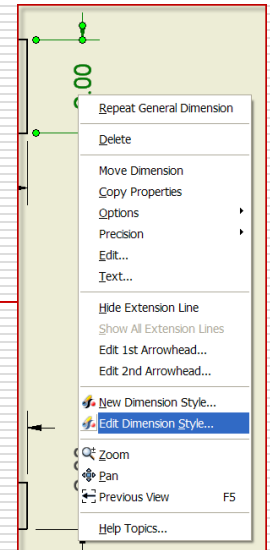 .00
Repeat General Dimension
Delete
Move Dimension
Copy Properties
Options
Precision
Edit...
Text...
Hide Extension Line
Show All Extension Lines
Edit 1st Arrowhead...
Edit 2nd Arrowhead...
New Dimension Style...
Edit Dimension Style...
Zoom
Pan
Previous View F5
Help Topics...